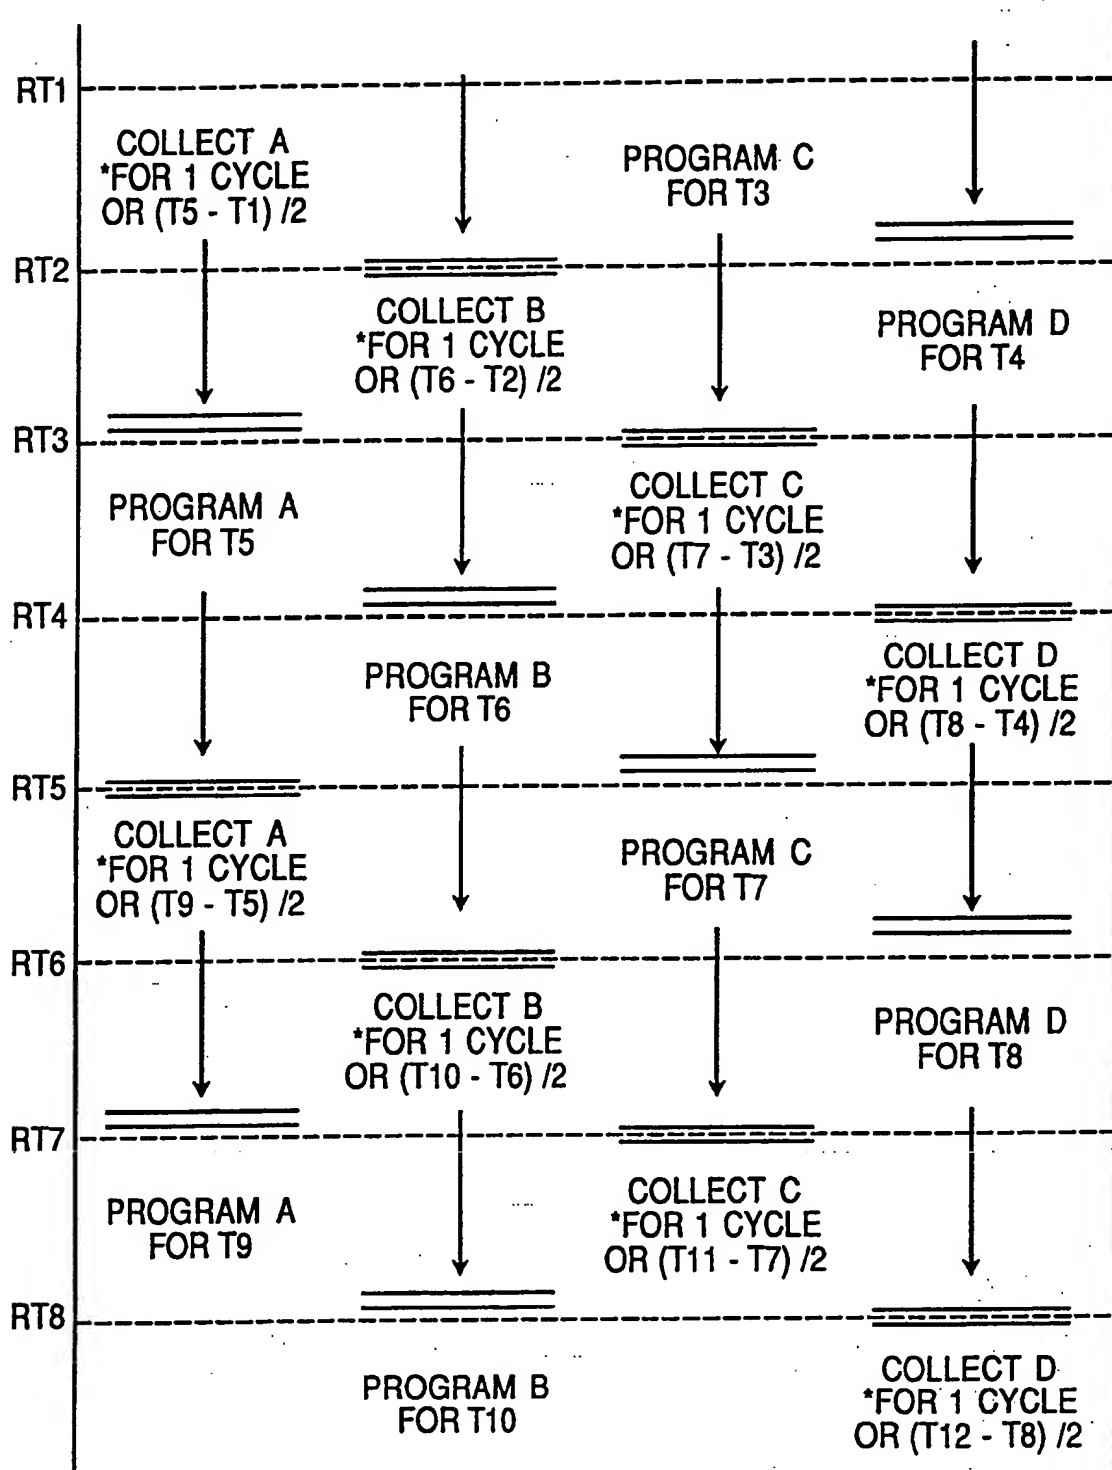 RT1
COLLECT A
*FOR 1 CYCLE
OR (T5 - T1) /2
PROGRAM C
FOR T3
RT2
COLLECT B
*FOR 1 CYCLE
OR (T6 - T2) /2
PROGRAM D
FOR T4
RT3
PROGRAM A
FOR T5
COLLECT C
*FOR 1 CYCLE
OR (T7 - T3) /2
RT4
PROGRAM B
FOR T6
COLLECT D
*FOR 1 CYCLE
OR (T8 - T4) /2
RT5
COLLECT A
*FOR 1 CYCLE
OR (T9 - T5) /2
PROGRAM C
FOR T7
RT6
COLLECT B
*FOR 1 CYCLE
OR (T10 - T6) /2
PROGRAM D
FOR T8
RT7
PROGRAM A
FOR T9
COLLECT C
*FOR 1 CYCLE
OR (T11 - T7) /2
RT8
PROGRAM B
FOR T10
COLLECT D
*FOR 1 CYCLE
OR (T12 - T8) /2